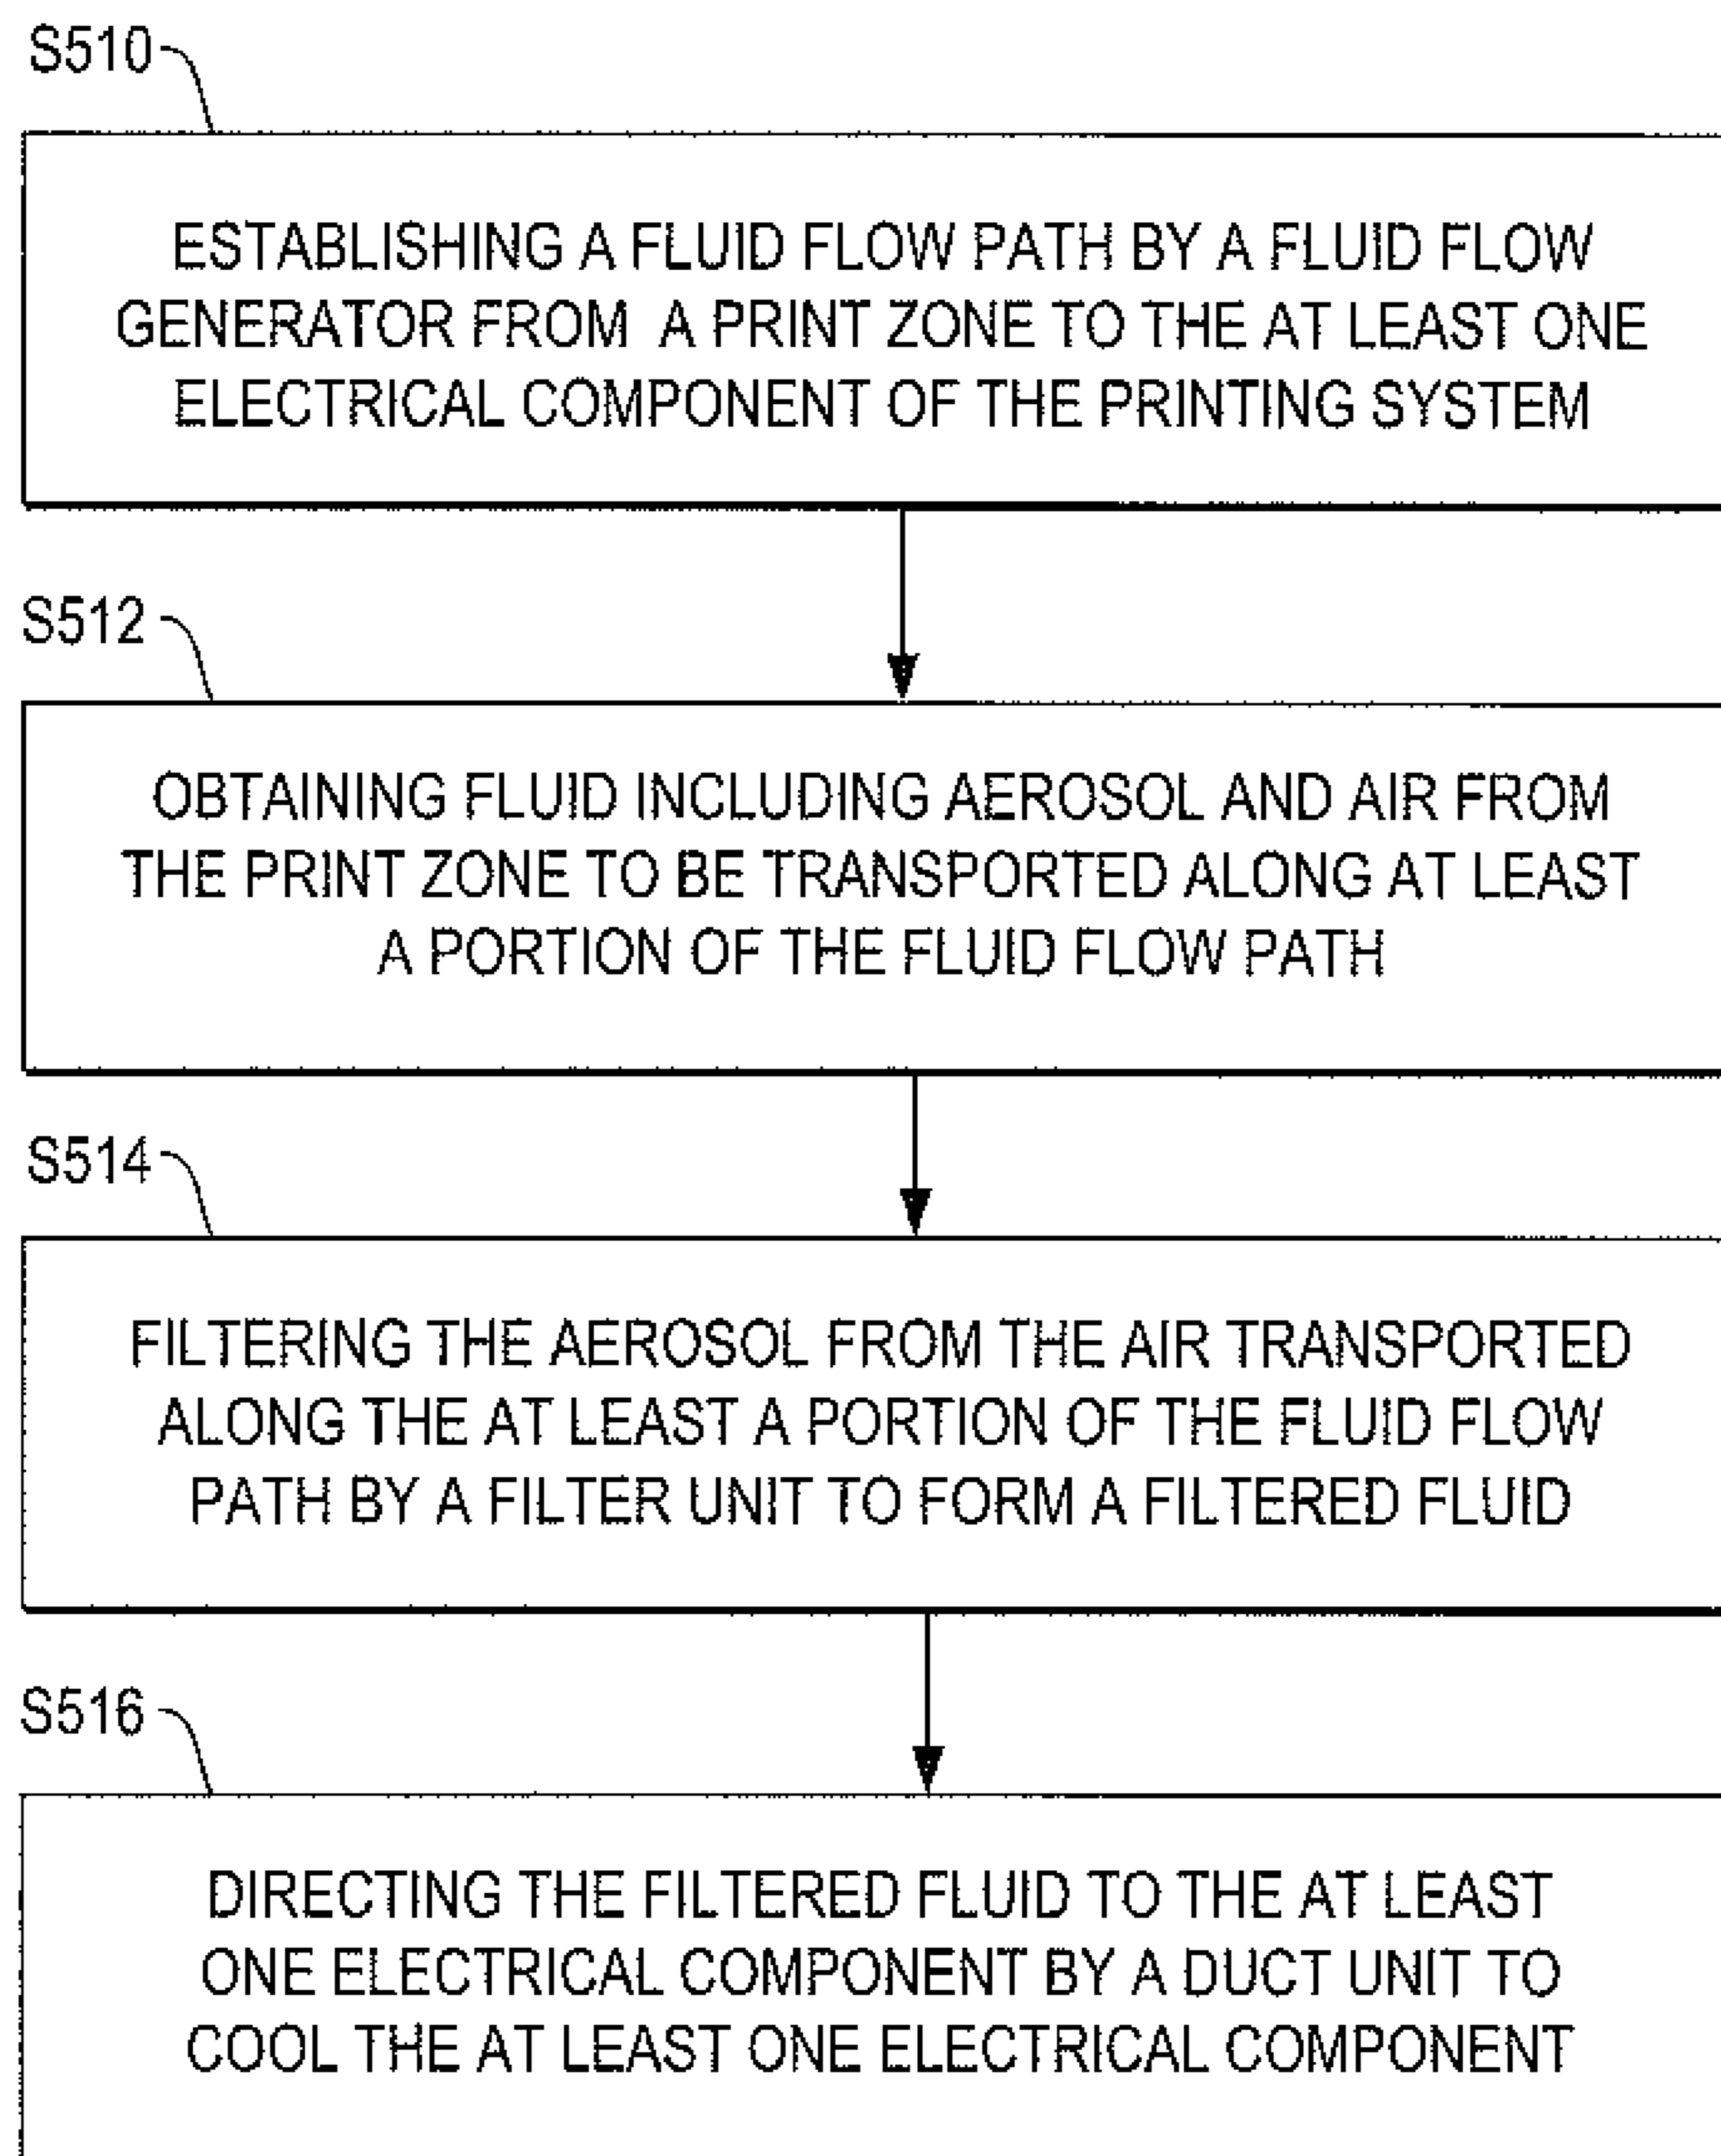 S510
ESTABLISHING A FLUID FLOW PATH BY A FLUID FLOW
GENERATOR FROM A PRINT ZONE TO THE AT LEAST ONE
ELECTRICAL COMPONENT OF THE PRINTING SYSTEM
S512
OBTAINING FLUID INCLUDING AEROSOL AND AIR FROM
THE PRINT ZONE TO BE TRANSPORTED ALONG AT LEAST
A PORTION OF THE FLUID FLOW PATH
S514
FILTERING THE AEROSOL FROM THE AIR TRANSPORTED
ALONG THE AT LEAST A PORTION OF THE FLUID FLOW
PATH BY A FILTER UNIT TO FORM A FILTERED FLUID
S516
DIRECTING THE FILTERED FLUID TO THE AT LEAST
ONE ELECTRICAL COMPONENT BY A DUCT UNIT TO
COOL THE AT LEAST ONE ELECTRICAL COMPONENT